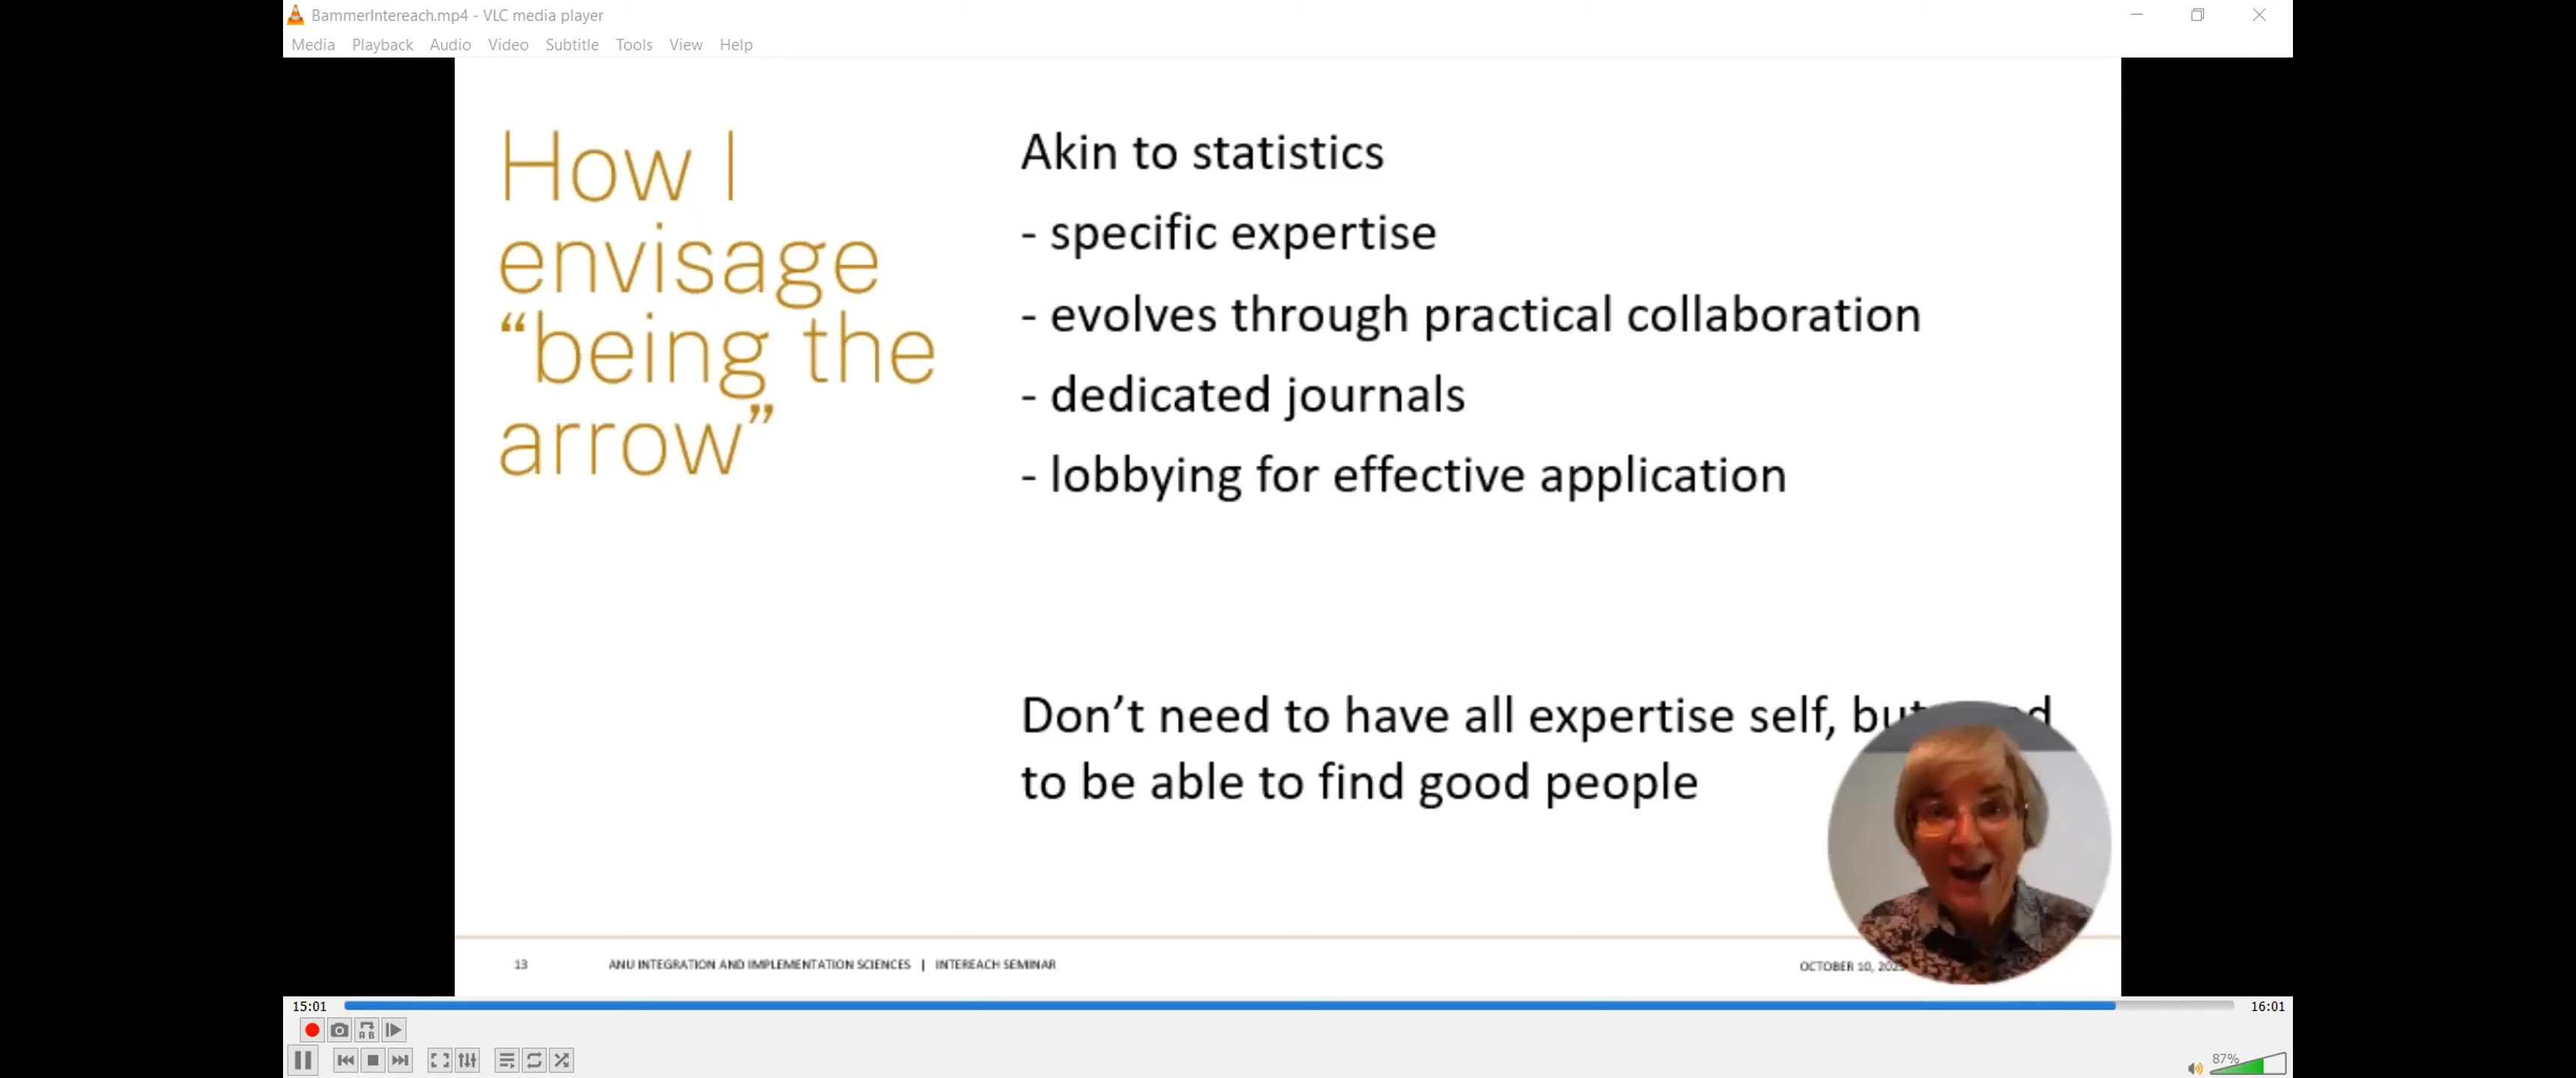 BammerIntereach.mp4 - VLC media player
Media Playback Audio Video Subtitle Tools View Help
How I
envisage
“being the
arrow”
Akin to statistics
- specific expertise
- evolves through practical collaboration
- dedicated journals
- lobbying for effective application
Don’t need to have all expertise self, but
to be able to find good people
13 ANU INTEGRATION AND IMPLEMENTATION SCIENCES | INTEREACH SEMINAR
OCTOBER 10,
15:01 16:01
87%